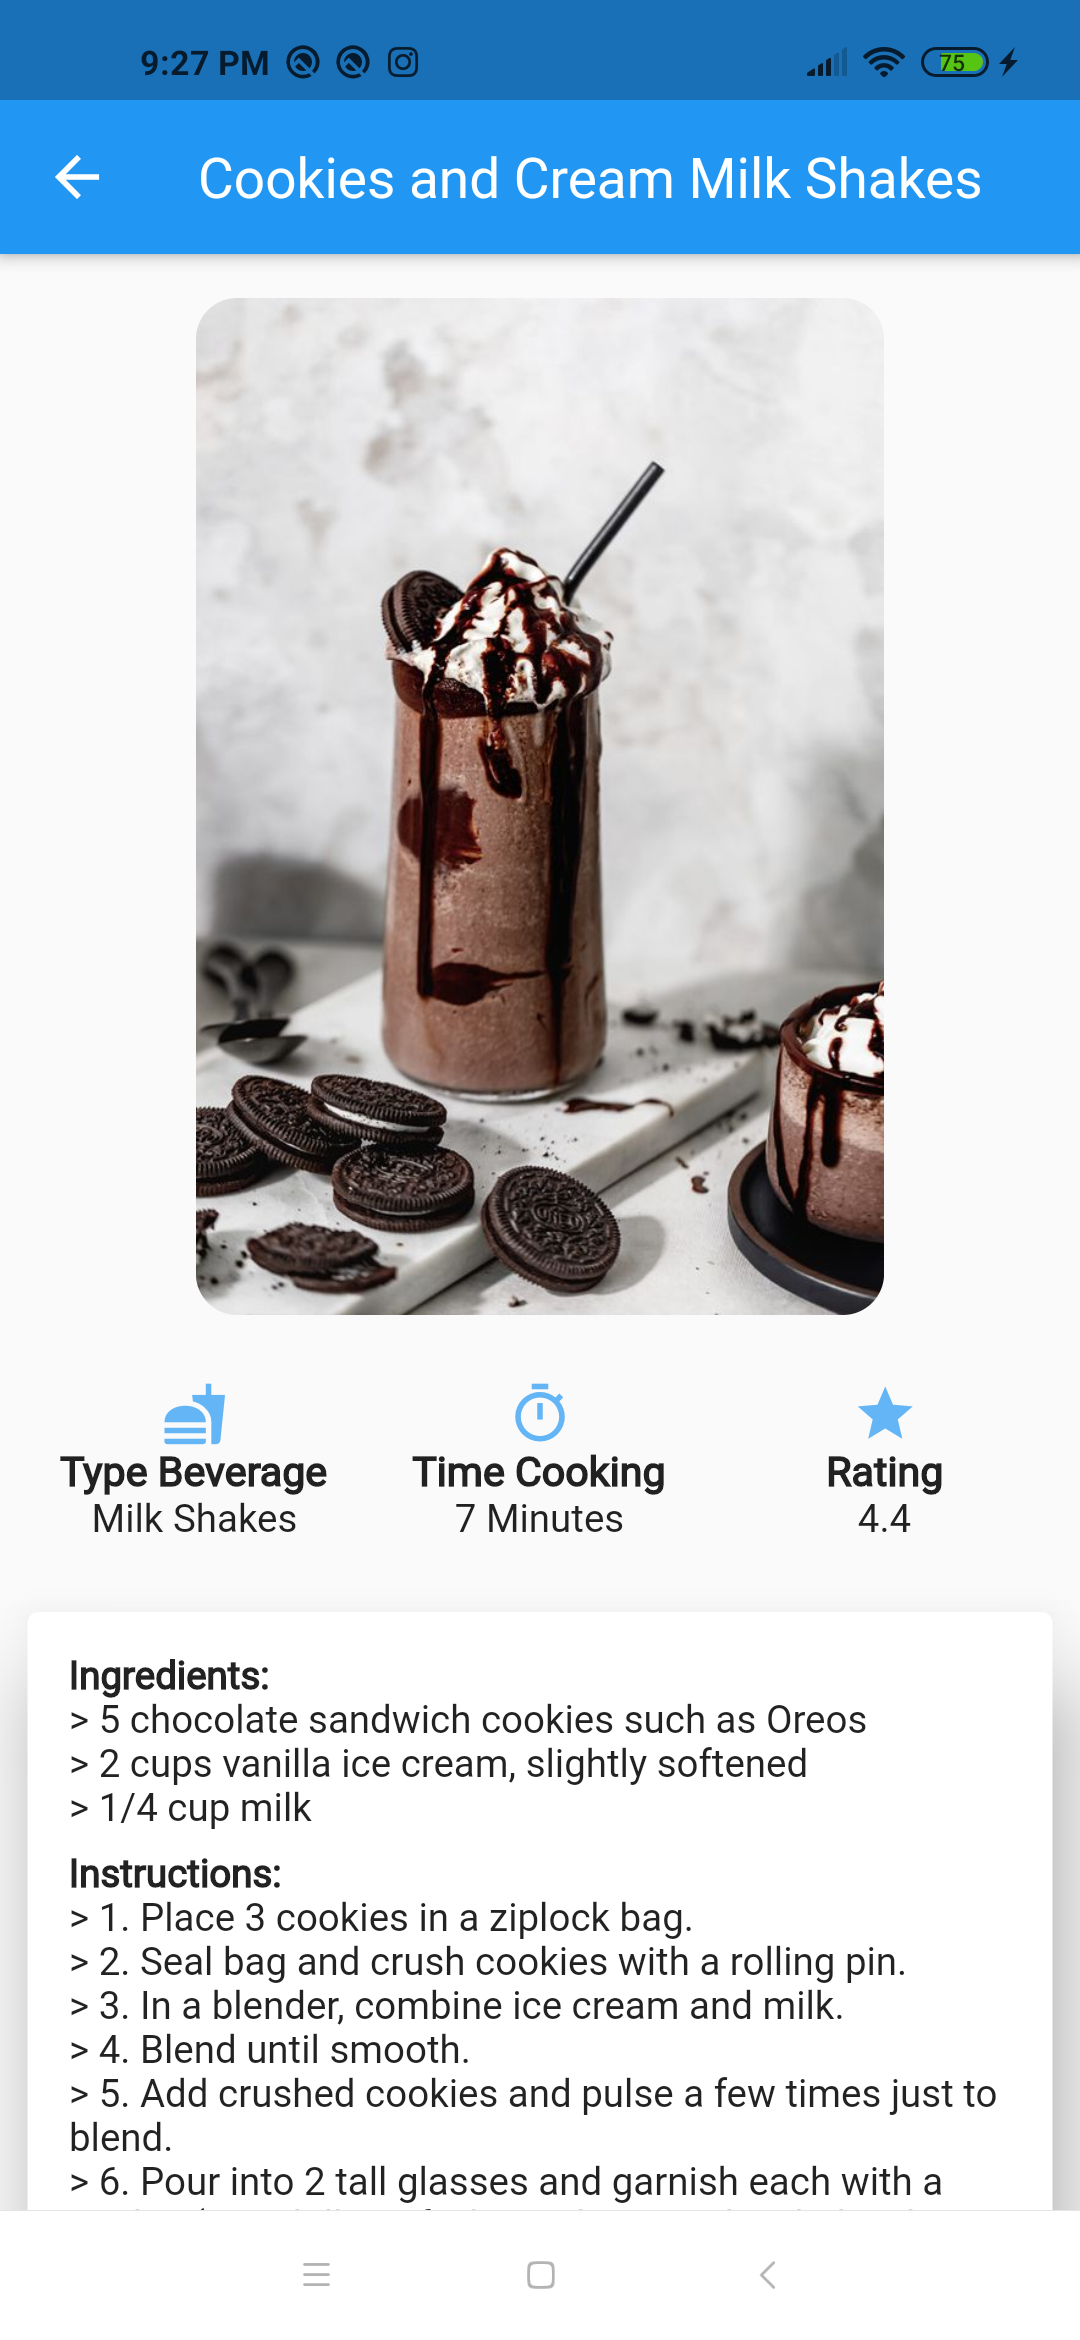 9:27 PM
75
Cookies and Cream Milk Shakes
Type Beverage
Milk Shakes
Time Cooking
7 Minutes
Rating
4.4
Ingredients:
> 5 chocolate sandwich cookies such as Oreos
> 2 cups vanilla ice cream, slightly softened
> 1/4 cup milk
Instructions:
> 1. Place 3 cookies in a ziplock bag.
> 2. Seal bag and crush cookies with a rolling pin.
> 3. In a blender, combine ice cream and milk.
> 4. Blend until smooth.
> 5. Add crushed cookies and pulse a few times just to
blend.
> 6. Pour into 2 tall glasses and garnish each with a